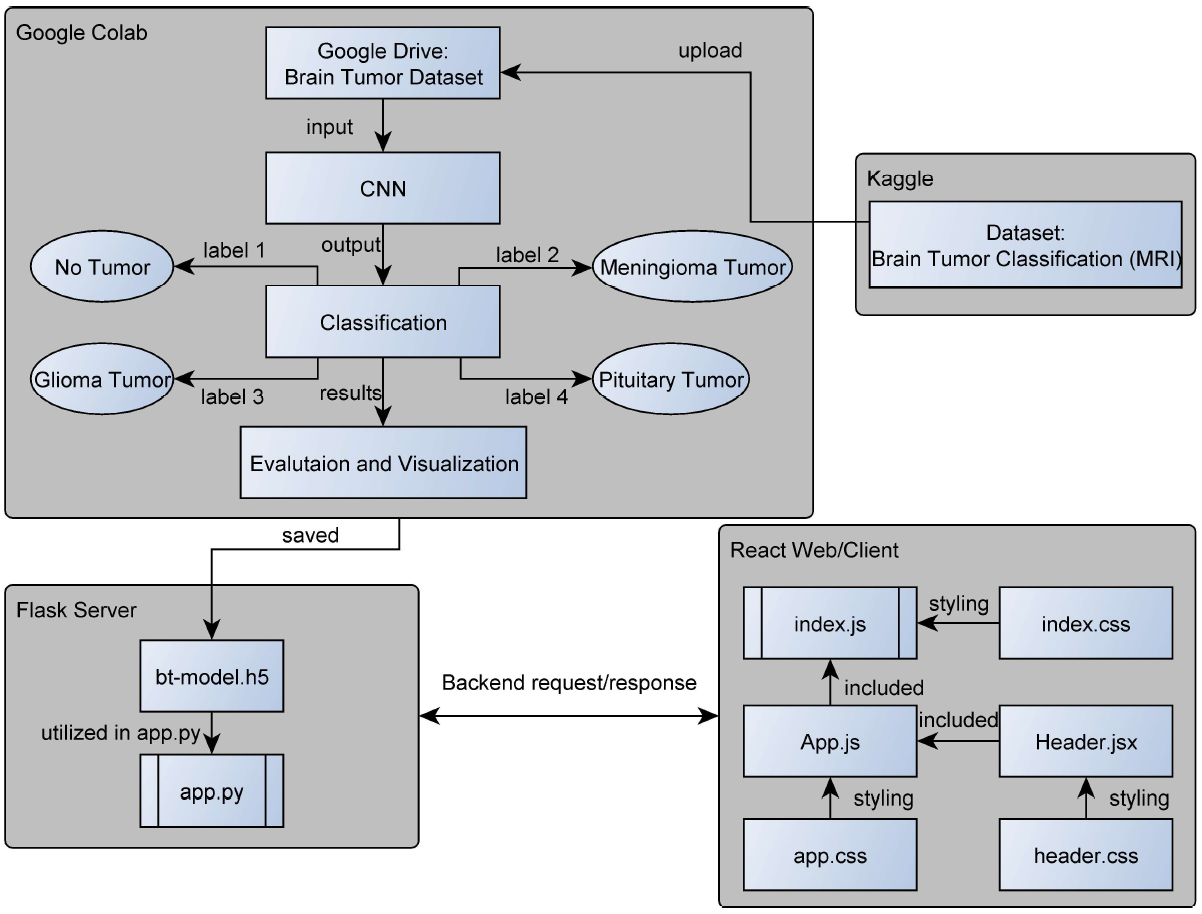 Google Colab
Google Drive:
Brain Tumor Dataset
upload
input
CNN
Kaggle
Dataset:
Brain Tumor Classification (MRI)
output
label 1
label 2
No Tumor
Meningioma Tumor
Classification
Glioma Tumor
Pituitary Tumor
label 3
results
label 4
Evalutaion and Visualization
saved
Flask Server
bt-model.h5
utilized in app.py
app.py
Backend request/response
React Web/Client
index.js
styling
index.css
included
App.js
included
Header.jsx
styling
styling
app.css
header.css